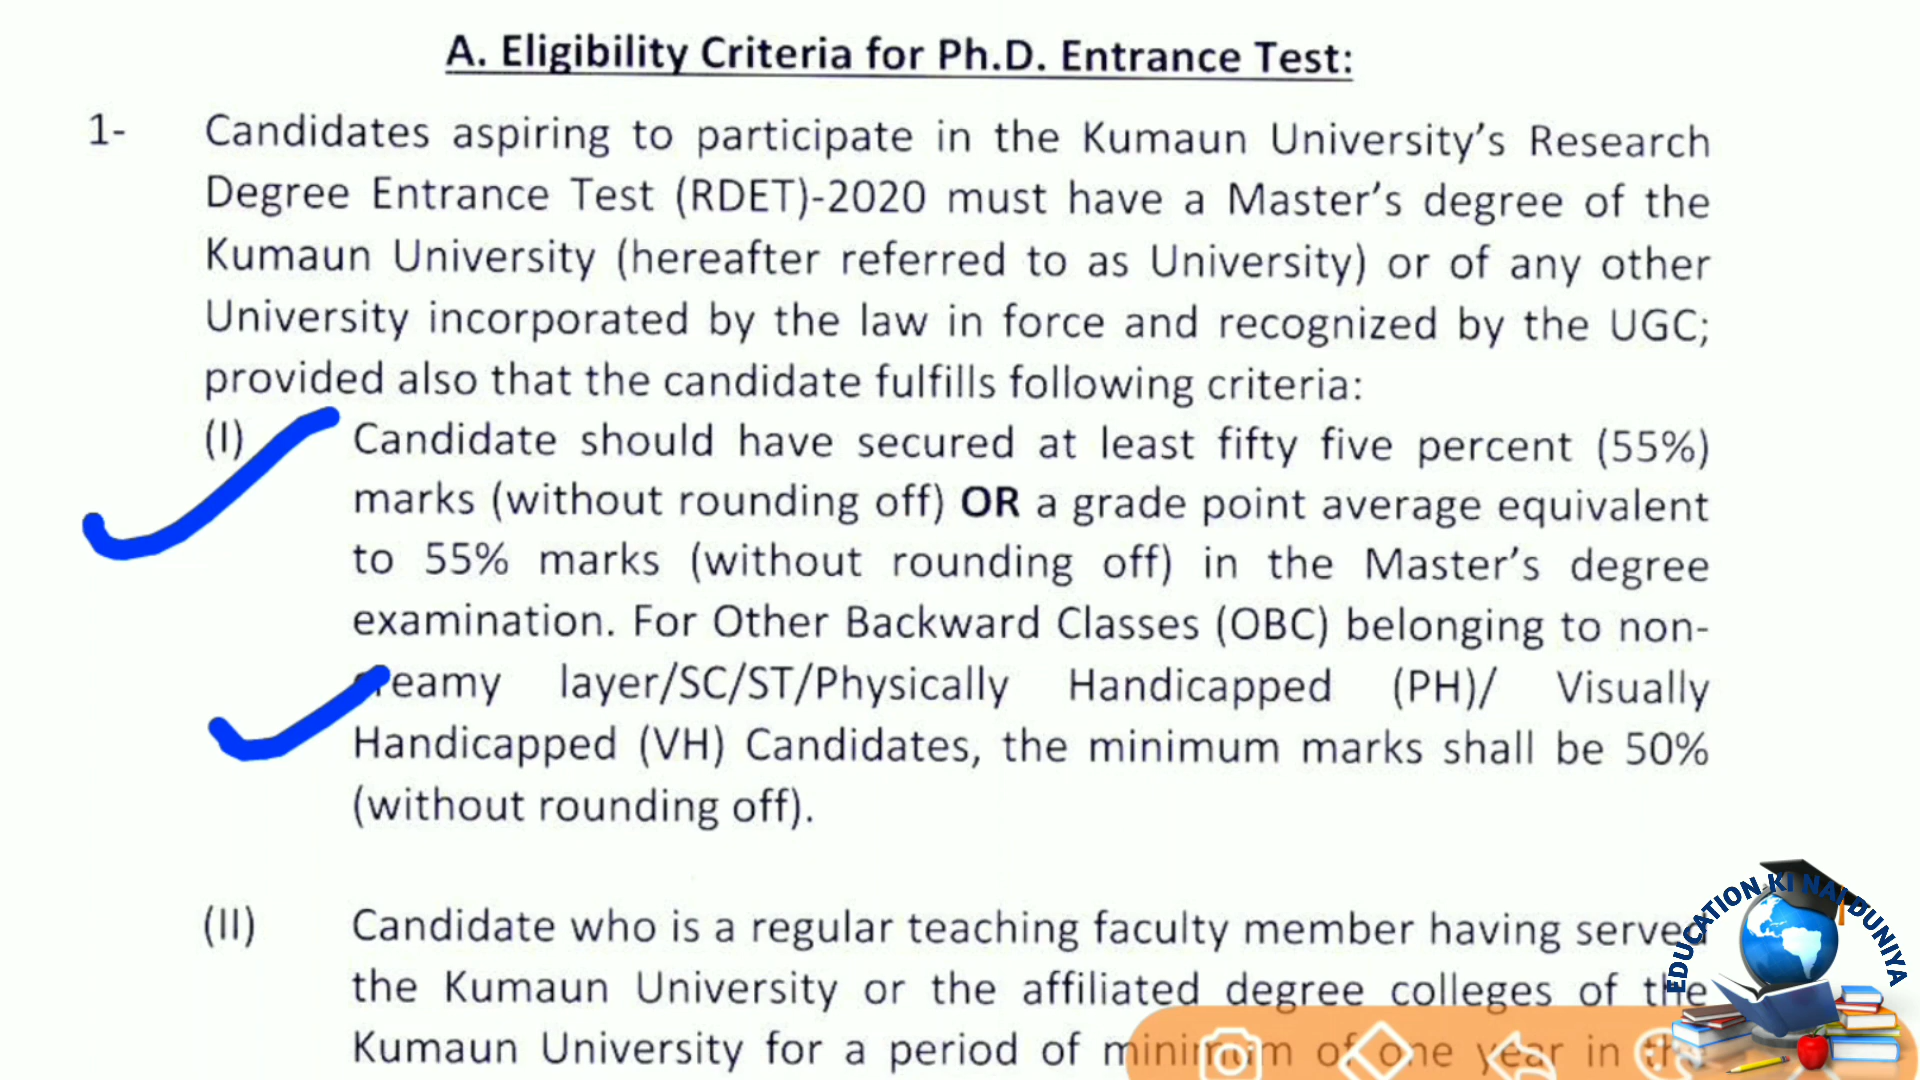 A. Eligibility Criteria for Ph.D. Entrance Test:
1- Candidates aspiring to participate in the Kumaun University's Research
Degree Entrance Test (RDET)-2020 must have a Master's degree of the
Kumaun University (hereafter referred to as University) or of any other
University incorporated by the law in force and recognized by the UGC;
provided also that the candidate fulfills following criteria:
(I) Candidate should have secured at least fifty five percent (55%)
marks (without rounding off) OR a grade point average equivalent
to 55% marks (without rounding off) in the Master's degree
examination. For Other Backward Classes (OBC) belonging to non-
creamy layer/SC/ST/Physically Handicapped (PH)/ Visually
Handicapped (VH) Candidates, the minimum marks shall be 50%
(without rounding off).
(II) Candidate who is a regular teaching faculty member having served
the Kumaun University or the affiliated degree colleges of the
Kumaun University for a period of minimum of one year in the
EDUCATION KI NAI DUNIYA